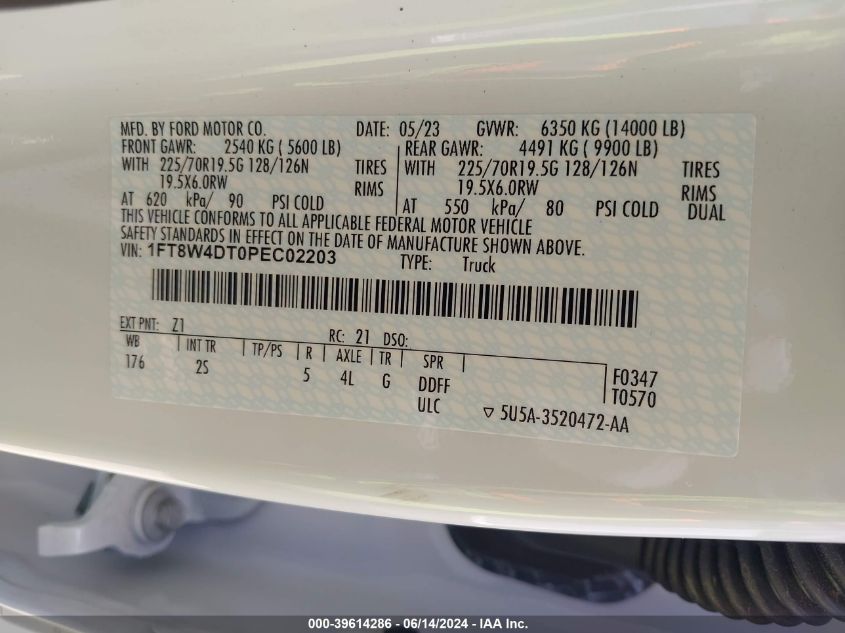 MFD. BY FORD MOTOR CO. DATE: 05/23 GVWR: 6350 KG (14000 LB)
FRONT GAWR: 2540 KG ( 5600 LB) REAR GAWR: 4491 KG ( 9900 LB)
WITH 225/70R19.5G 128/126N TIRES WITH 225/70R19.5G 128/126N TIRES
19.5X6.0RW RIMS 19.5X6.0RW RIMS
AT 620 kPa/ 90 PSI COLD AT 550 kPa/ 80 PSI COLD DUAL
THIS VEHICLE CONFORMS TO ALL APPLICABLE FEDERAL MOTOR VEHICLE
SAFETY STANDARDS IN EFFECT ON THE DATE OF MANUFACTURE SHOWN ABOVE.
VIN: 1FT8W4DT0PEC02203 TYPE: Truck
EXT PNT: Z1 RC: 21 DSO:
WB INT TR TP/PS R AXLE TR SPR
176 2S 5 4L G DDFF F0347
ULC T0570
▽ 5U5A-3520472-AA
000-39614286 - 06/14/2024 - IAA Inc.